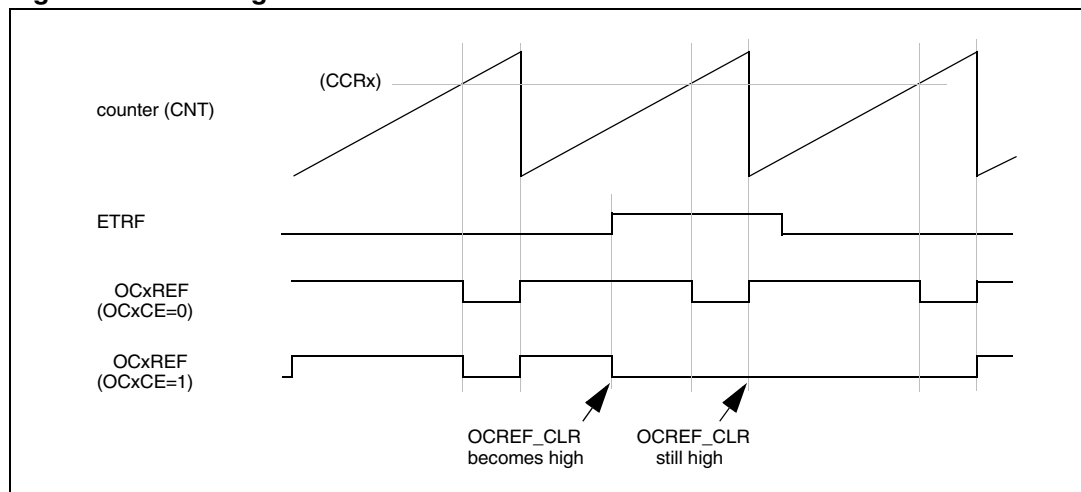 (CCRx)
counter (CNT)
ETRF
OCxREF
(OCxCE=0)
OCxREF
(OCxCE=1)
OCREF_CLR
becomes high
OCREF_CLR
still high